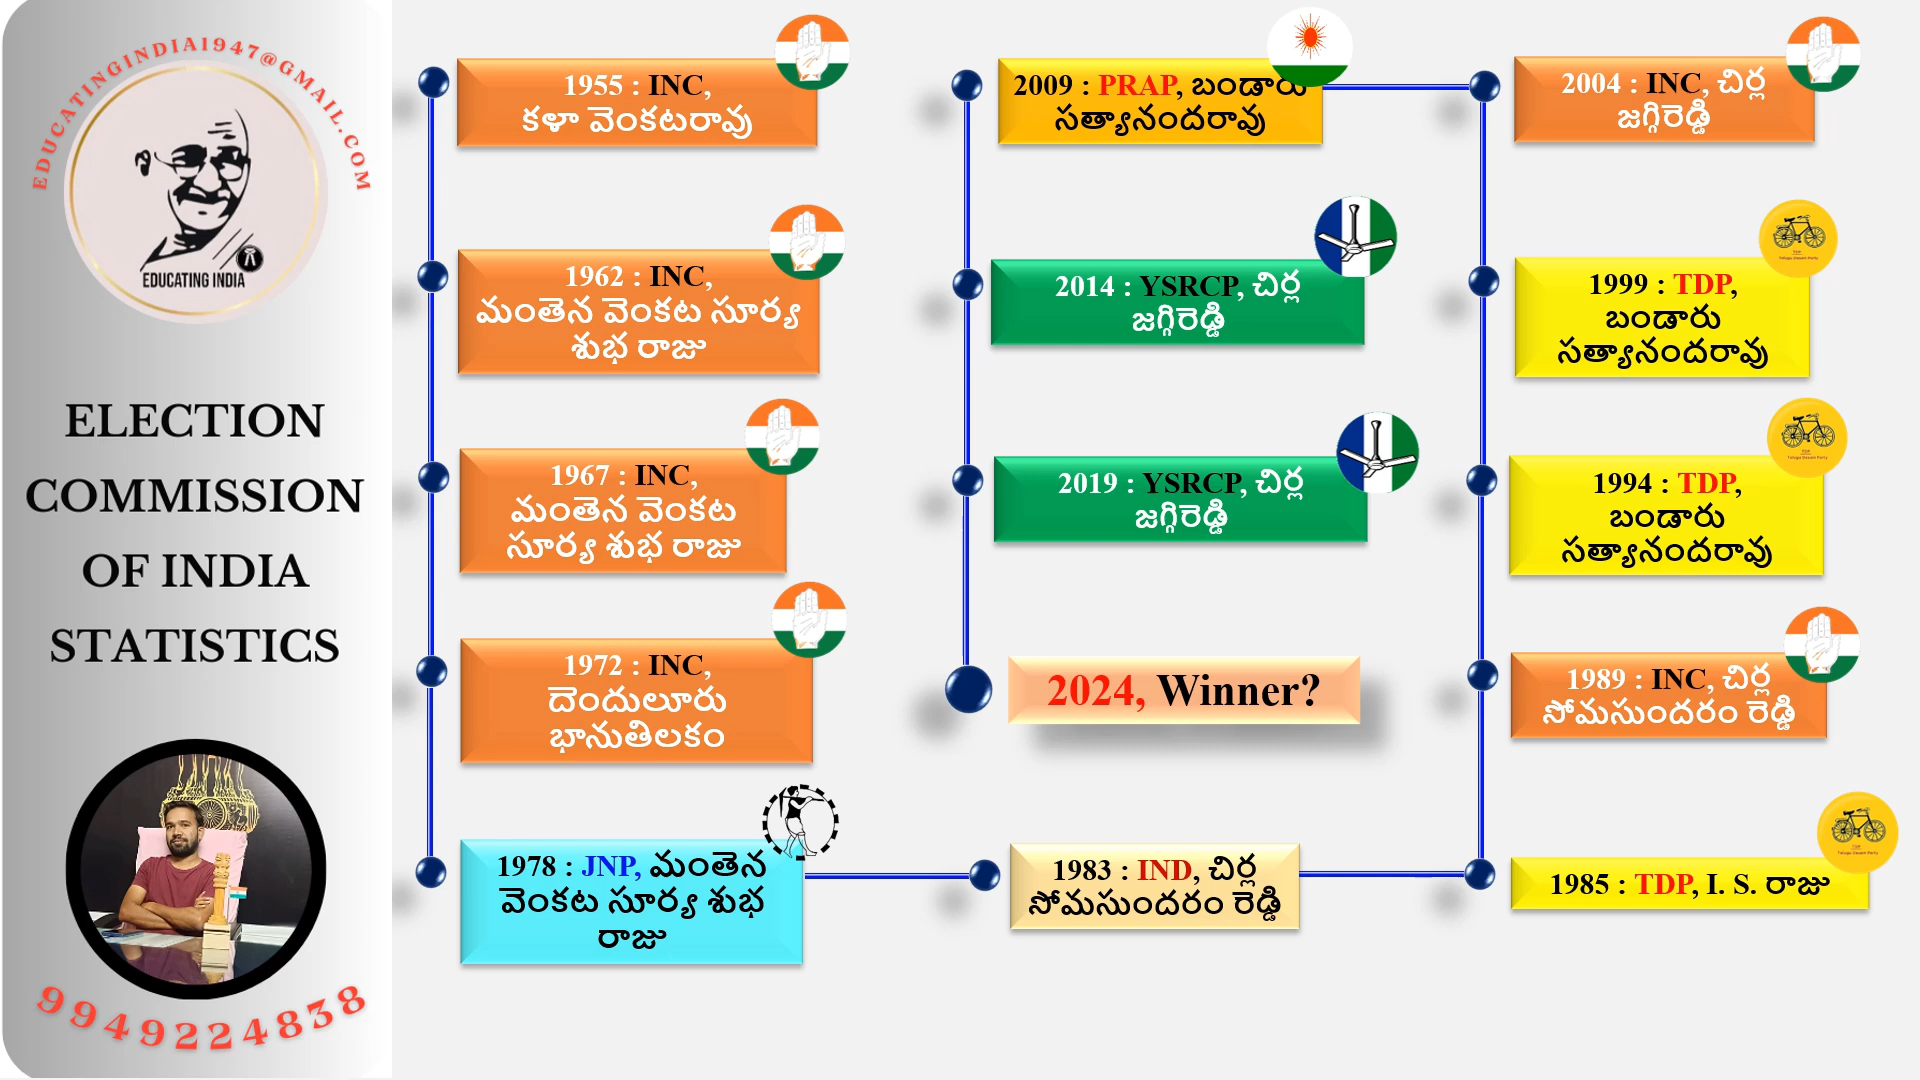 EDUCATINGINDIA1947@GMAIL.COM
EDUCATING INDIA
ELECTION
COMMISSION
OF INDIA
STATISTICS
9949224838
1955 : INC,
కళా వెంకటరావు
1962 : INC,
మంతెన వెంకట సూర్య
శుభ రాజు
1967 : INC,
మంతెన వెంకట
సూర్య శుభ రాజు
1972 : INC,
దెందులూరు
భానుతిలకం
1978 : JNP, మంతెన
వెంకట సూర్య శుభ
రాజు
1983 : IND, చిర్ల
సోమసుందరం రెడ్డి
1985 : TDP, I. S. రాజు
1989 : INC, చిర్ల
సోమసుందరం రెడ్డి
1994 : TDP,
బండారు
సత్యానందరావు
1999 : TDP,
బండారు
సత్యానందరావు
2004 : INC, చిర్ల
జగ్గిరెడ్డి
2009 : PRAP, బండారు
సత్యానందరావు
2014 : YSRCP, చిర్ల
జగ్గిరెడ్డి
2019 : YSRCP, చిర్ల
జగ్గిరెడ్డి
2024, Winner?